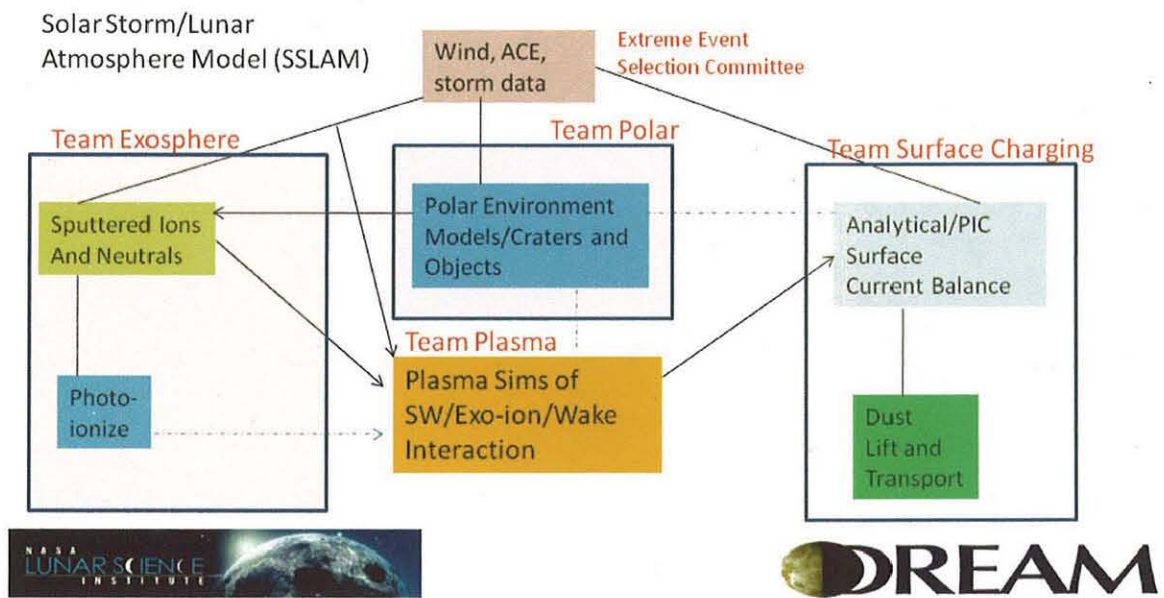 Solar Storm/Lunar
Atmosphere Model (SSLAM)
Wind, ACE,
storm data
Extreme Event
Selection Committee
Team Exosphere
Team Polar
Team Surface Charging
Sputtered Ions
And Neutrals
Polar Environment
Models/Craters and
Objects
Analytical/PIC
Surface
Current Balance
Team Plasma
Photo-
ionize
Plasma Sims of
SW/Exo-ion/Wake
Interaction
Dust
Lift and
Transport
NASA
LUNAR SCIENCE
INSTITUTE
DREAM